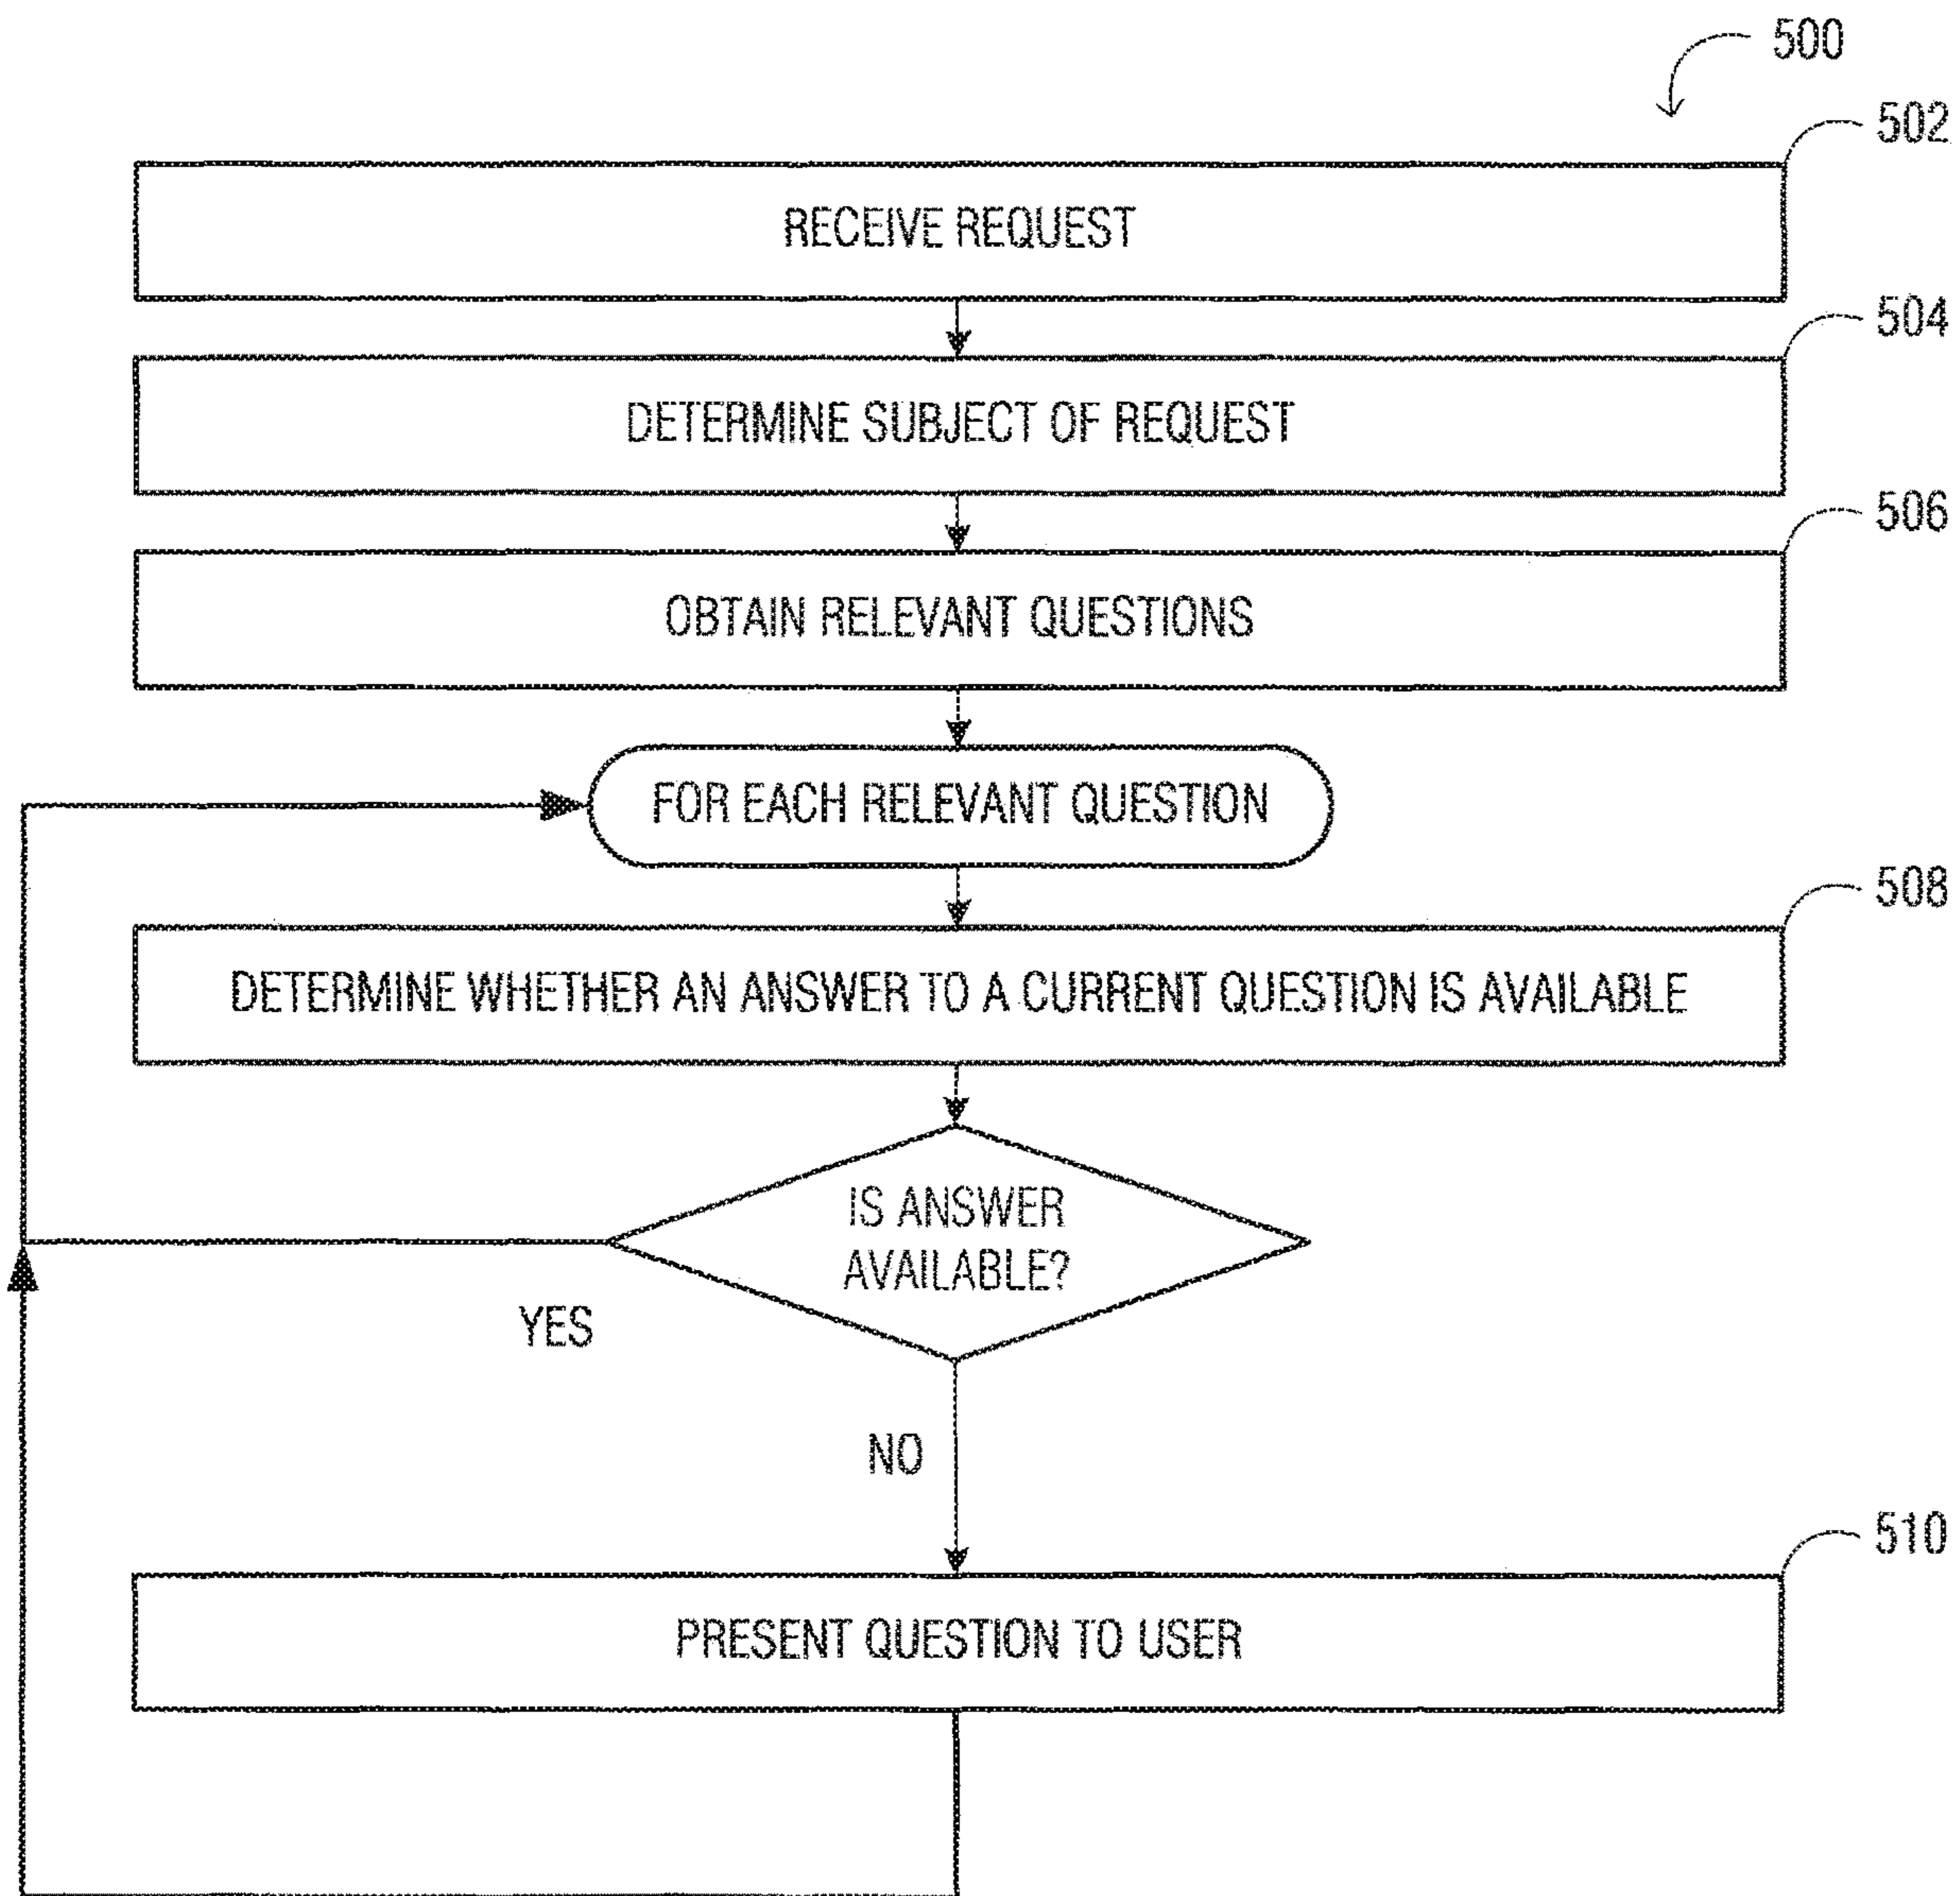 500
502
RECEIVE REQUEST
504
DETERMINE SUBJECT OF REQUEST
506
OBTAIN RELEVANT QUESTIONS
FOR EACH RELEVANT QUESTION
508
DETERMINE WHETHER AN ANSWER TO A CURRENT QUESTION IS AVAILABLE
IS ANSWER
AVAILABLE?
YES
NO
510
PRESENT QUESTION TO USER